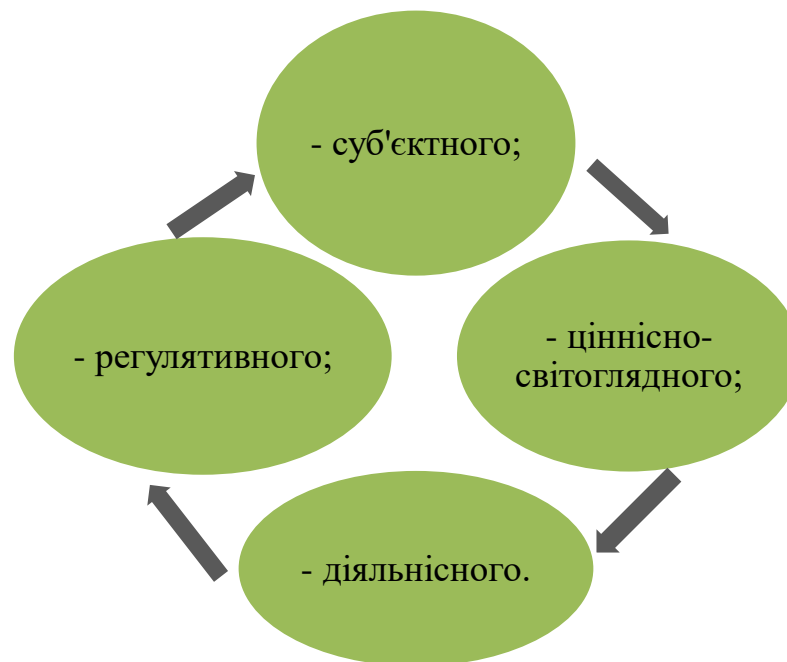 - суб'єктного;
- ціннісно-
світоглядного;
- діяльнісного.
- регулятивного;